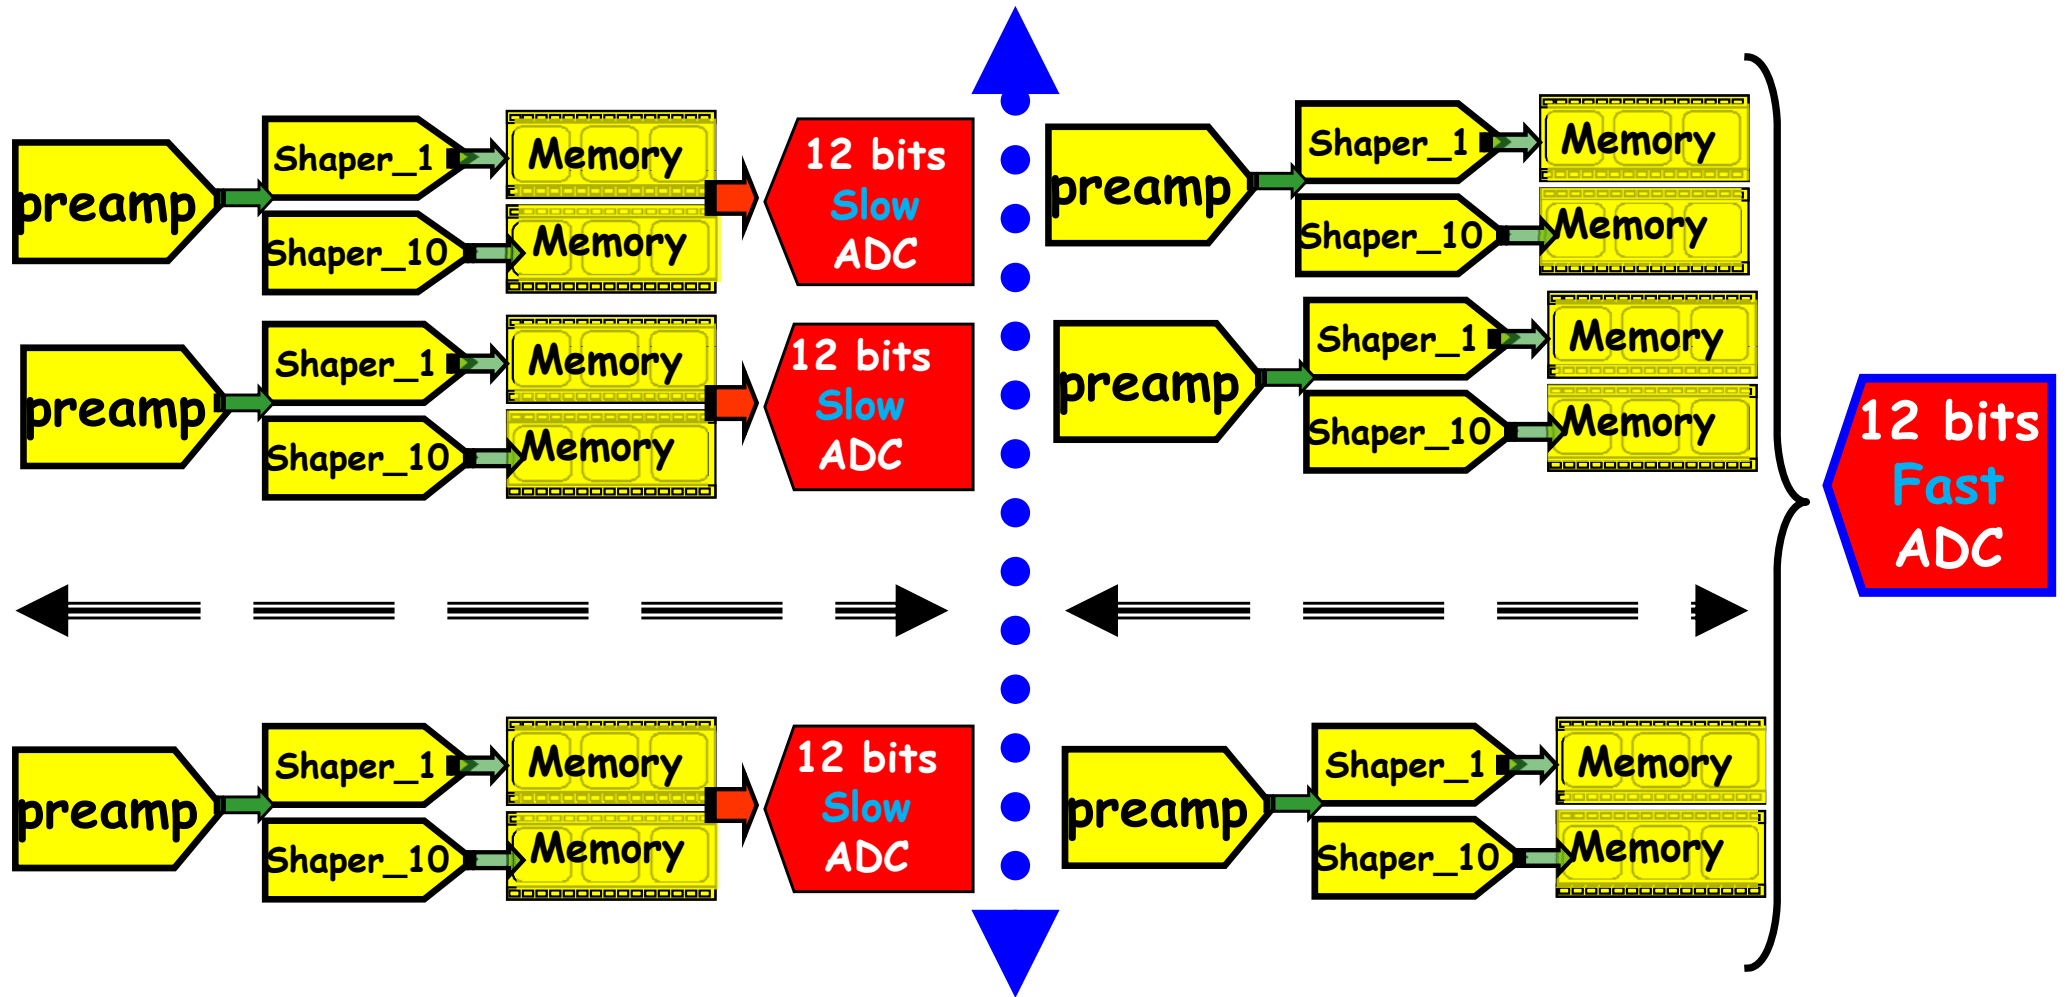 preamp
Shaper_1
Memory
Shaper_10
Memory
12 bits
Slow
ADC
preamp
Shaper_1
Memory
Shaper_10
Memory
12 bits
Slow
ADC
preamp
Shaper_1
Memory
Shaper_10
Memory
12 bits
Slow
ADC
preamp
Shaper_1
Memory
Shaper_10
Memory
preamp
Shaper_1
Memory
Shaper_10
Memory
preamp
Shaper_1
Memory
Shaper_10
Memory
12 bits
Fast
ADC